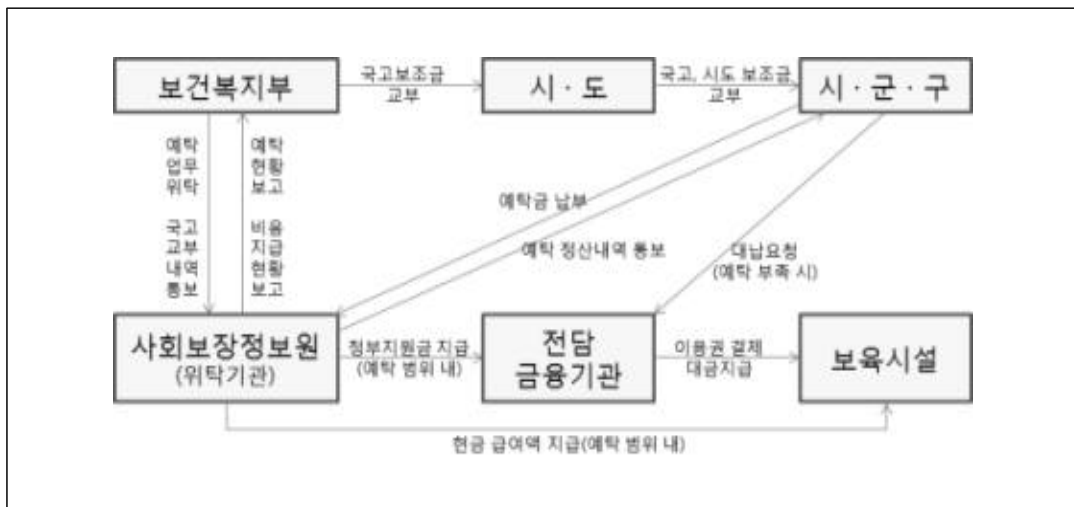 보건복지부
국고보조금
교부
시 · 도
국고, 시도 보조금
교부
시 · 군 · 구
예탁
업무
위탁
국고
교부
내역
통보
예탁
현황
보고
비용
지급
현황
보고
예탁금 납부
예탁 정산내역 통보
대납요청
(예탁 부족 시)
사회보장정보원
(위탁기관)
정부지원금 지급
(예탁 범위 내)
전담
금융기관
이용권 결제
대금지급
보육시설
현금 급여액 지급(예탁 범위 내)